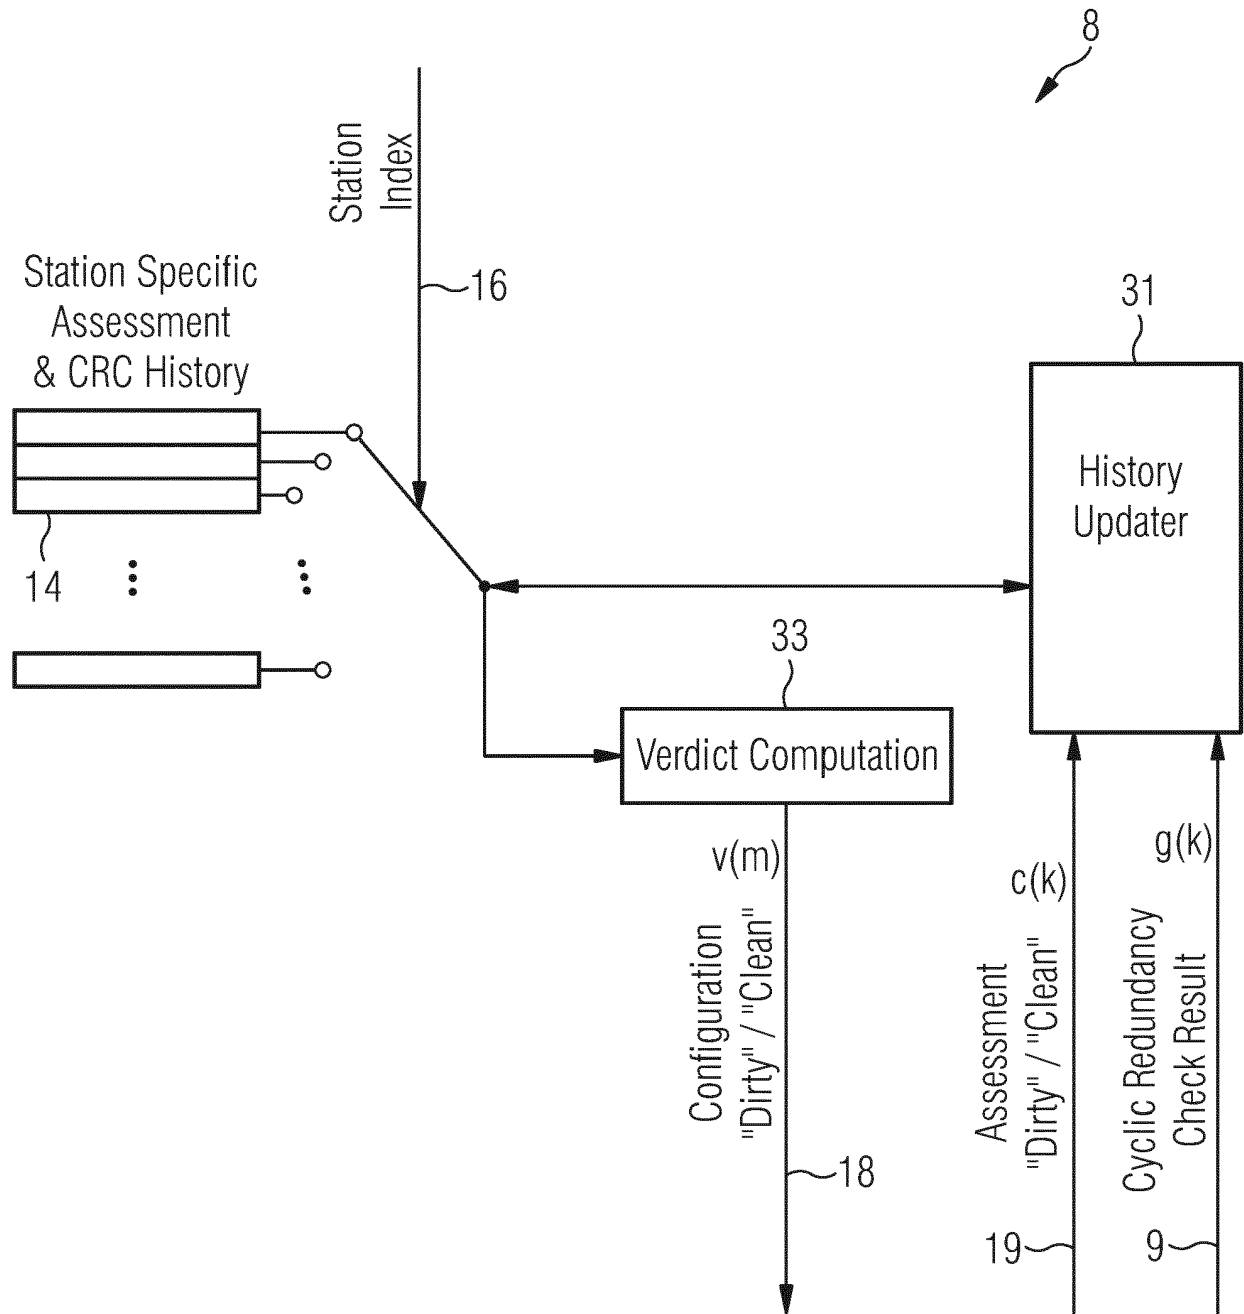 8
Station
Index
16
Station Specific
Assessment
& CRC History
14
31
History
Updater
33
Verdict Computation
v(m)
Configuration
"Dirty" / "Clean"
18
c(k)
Assessment
"Dirty" / "Clean"
19
g(k)
Cyclic Redundancy
Check Result
9